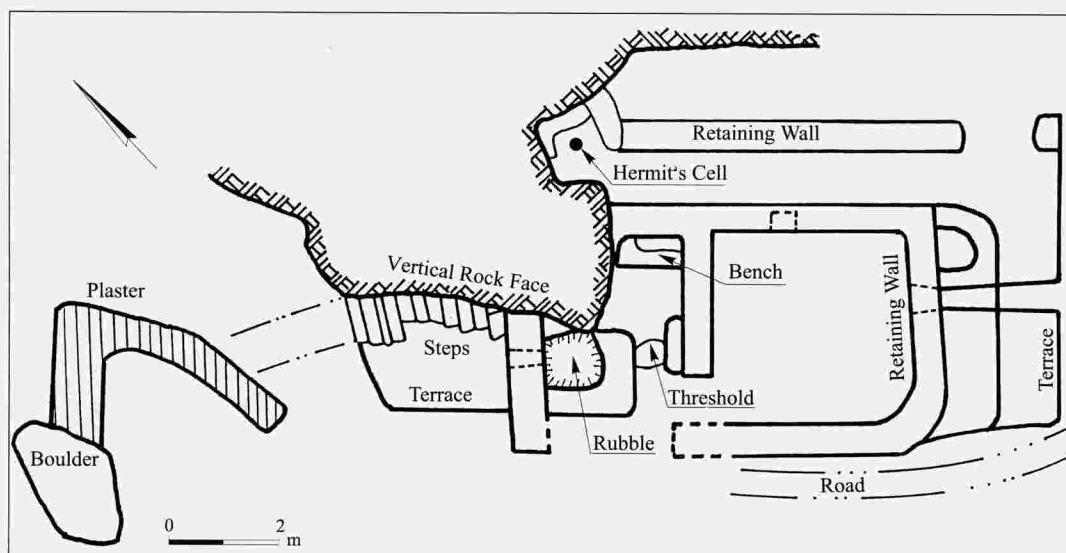 Retaining Wall
Hermit's Cell
Vertical Rock Face
Bench
Plaster
Retaining Wall
Steps
Terrace
Threshold
Terrace
Rubble
Boulder
Road
0 2
m